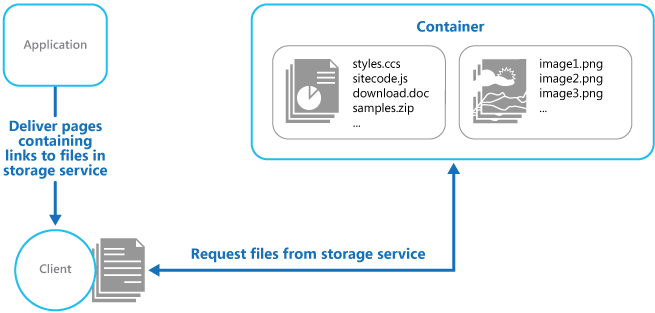 Application
Deliver pages
containing
links to files in
storage service
Client
Container
styles.ccs
sitecode.js
download.doc
samples.zip
...
image1.png
image2.png
image3.png
...
Request files from storage service